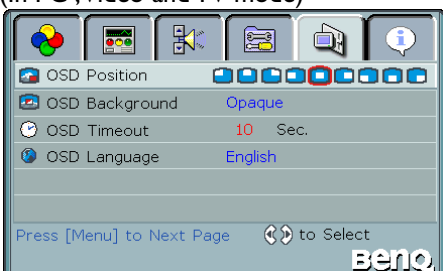 (in PC, Video and TV mode)
OSD Position
OSD Background Opaque
OSD Timeout 10 Sec.
OSD Language English
Press [Menu] to Next Page to Select
BenQ